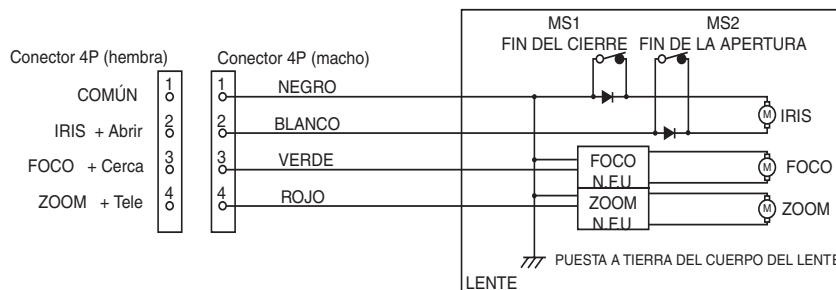 MS1
MS2
FIN DEL CIERRE
FIN DE LA APERTURA
Conector 4P (hembra)
Conector 4P (macho)
COMÚN
1
1
NEGRO
IRIS + Abrir
2
2
BLANCO
M
IRIS
FOCO + Cerca
3
3
VERDE
FOCO
N.F.U
M
FOCO
ZOOM + Tele
4
4
ROJO
ZOOM
N.F.U
M
ZOOM
PUESTA A TIERRA DEL CUERPO DEL LENTE
LENTE